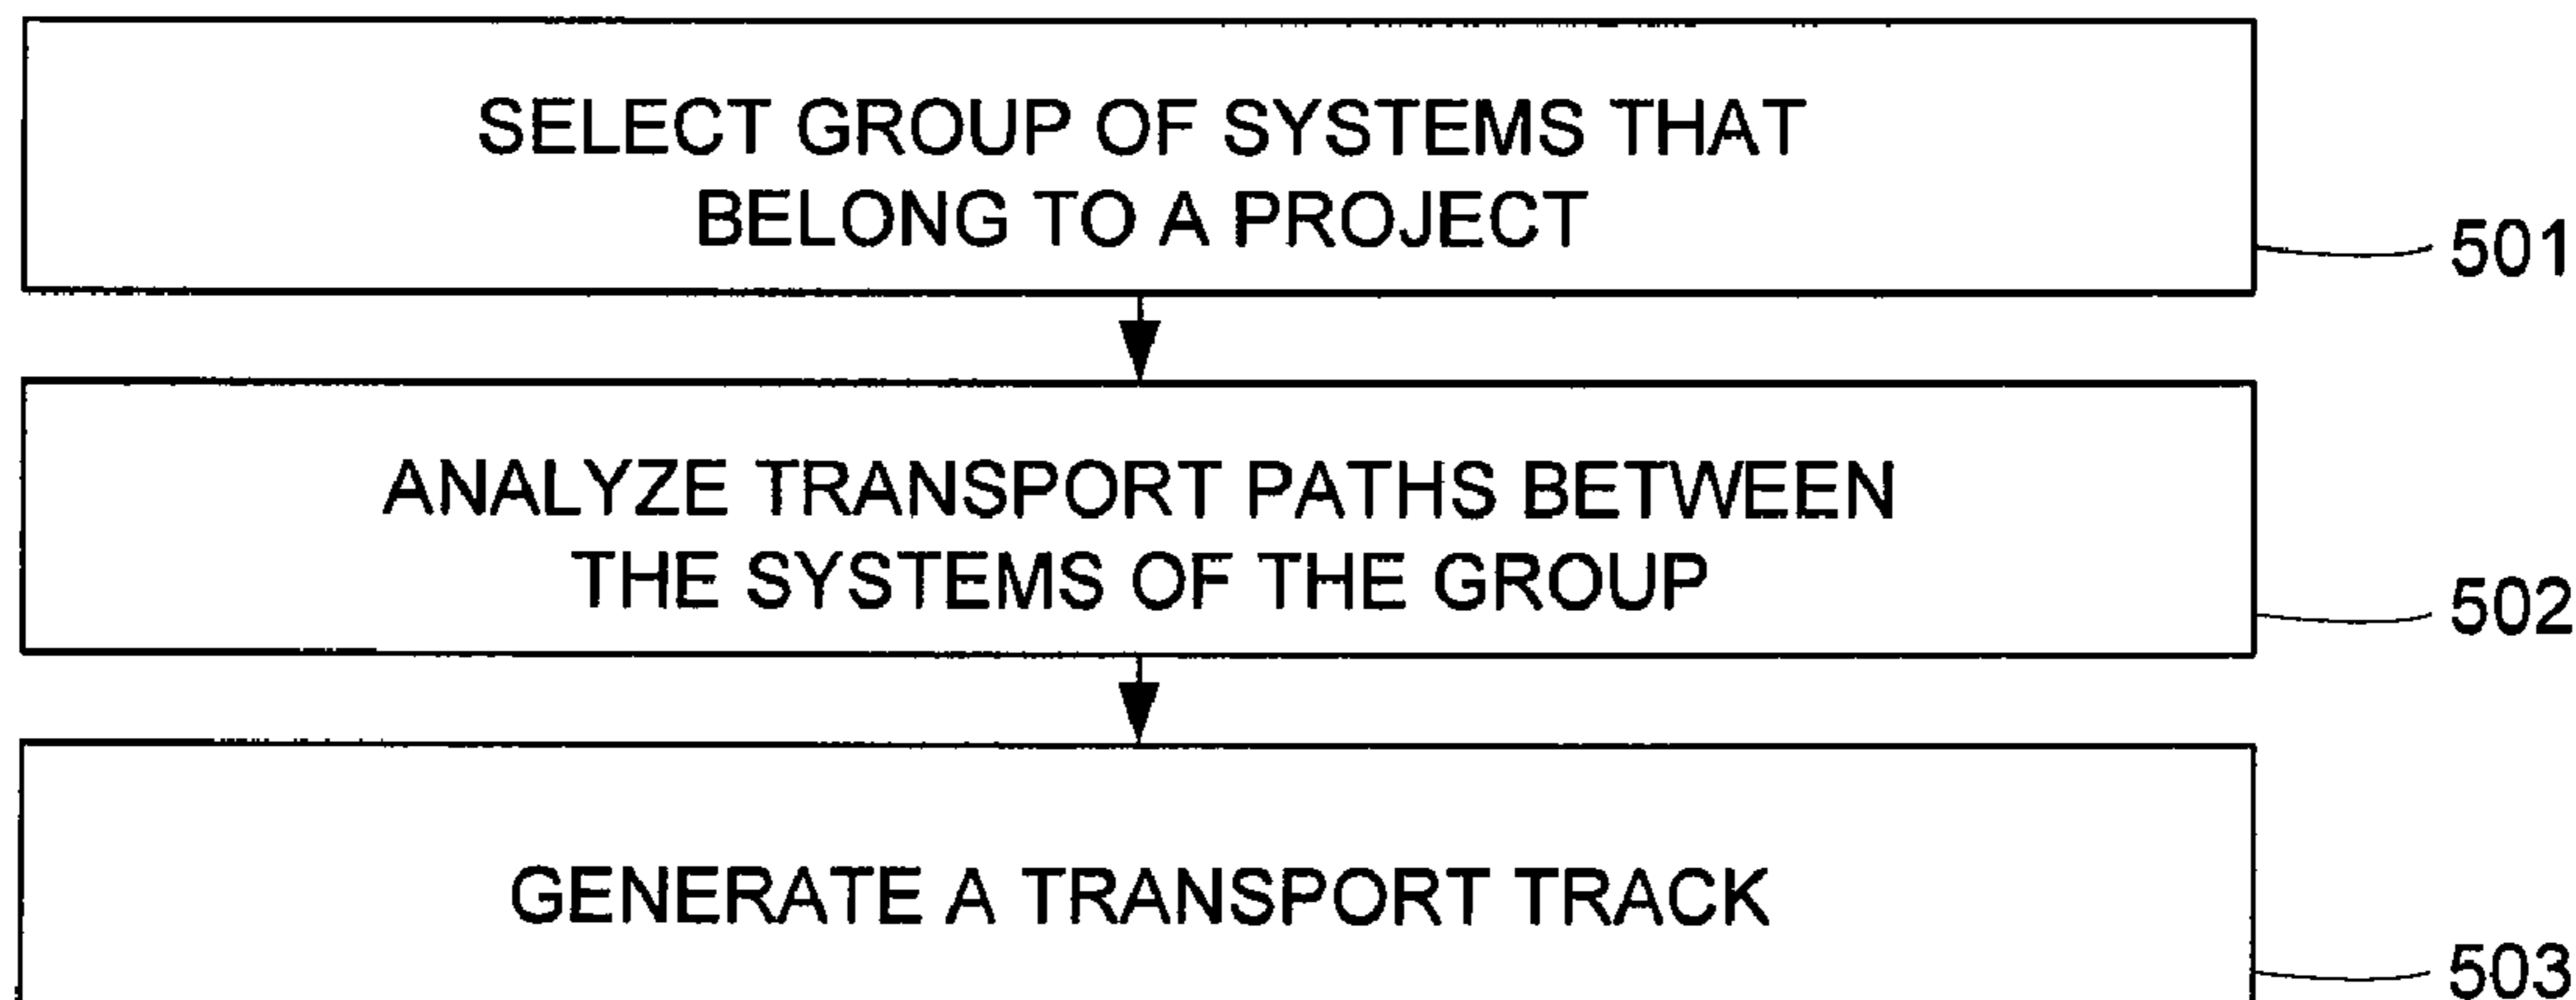 SELECT GROUP OF SYSTEMS THAT
BELONG TO A PROJECT
501
ANALYZE TRANSPORT PATHS BETWEEN
THE SYSTEMS OF THE GROUP
502
GENERATE A TRANSPORT TRACK
503